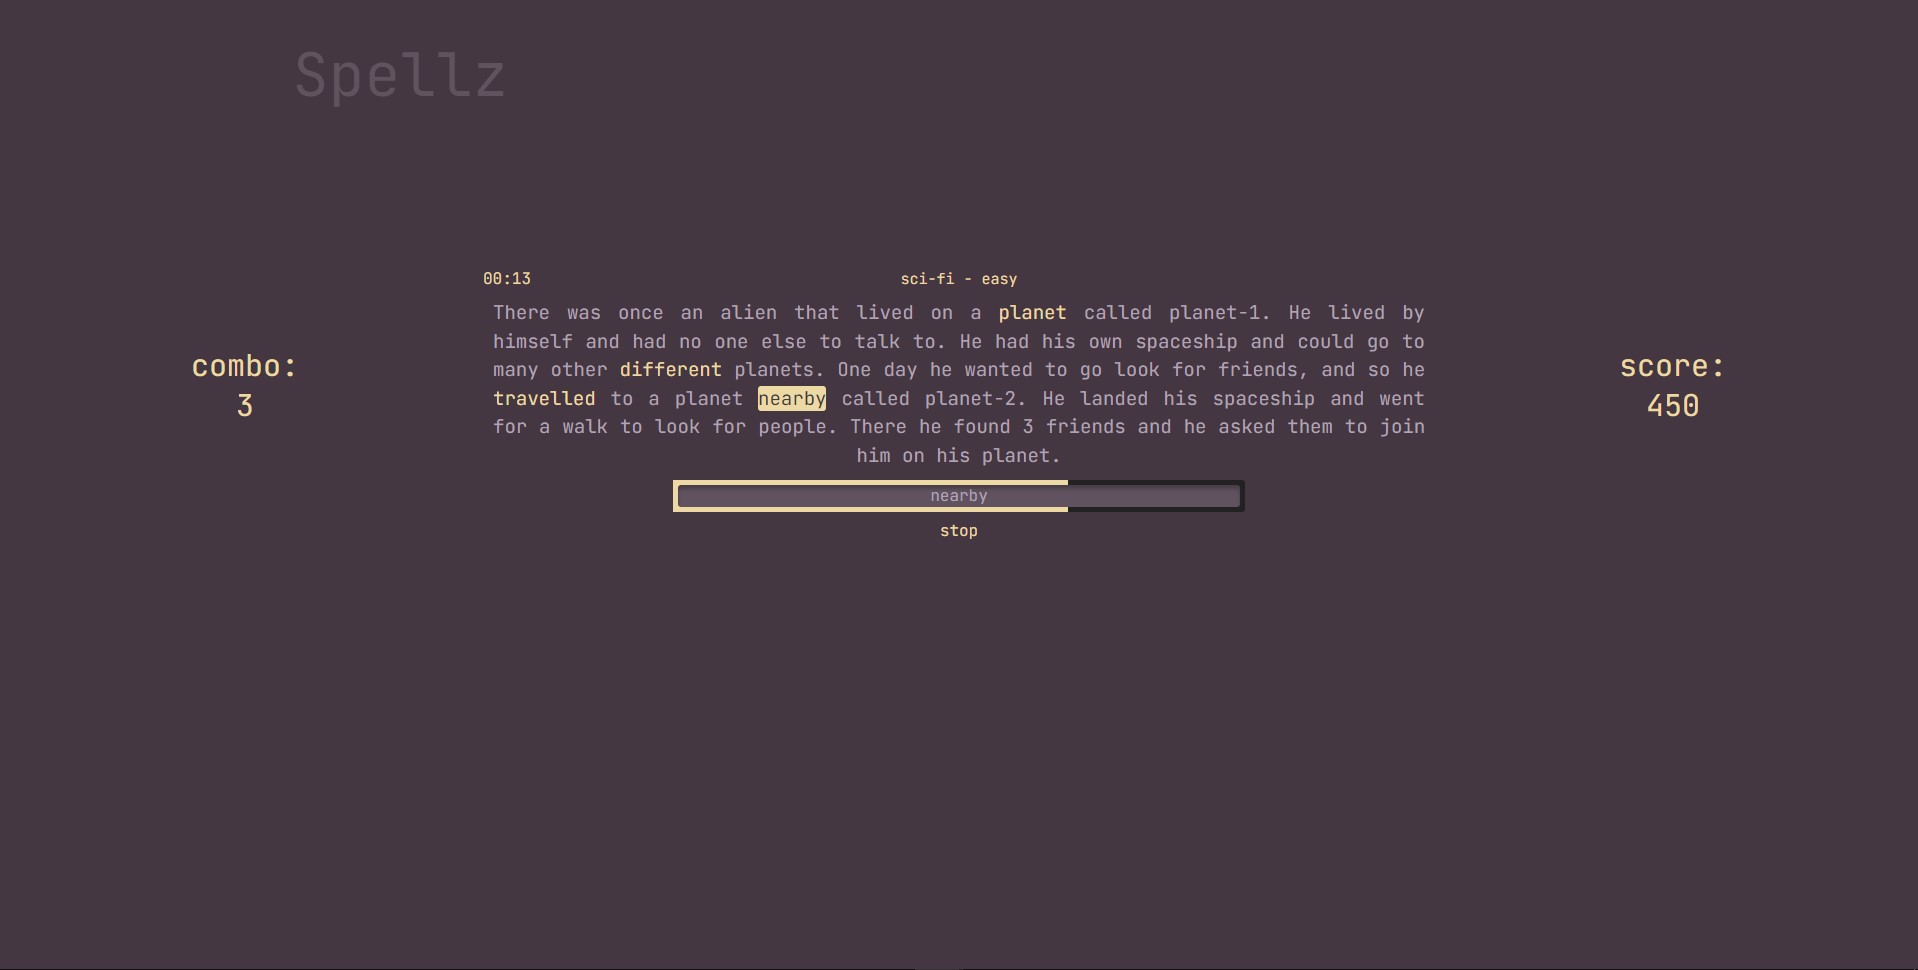 Spellz
00:13
sci-fi - easy
There was once an alien that lived on a planet called planet-1. He lived by
himself and had no one else to talk to. He had his own spaceship and could go to
many other different planets. One day he wanted to go look for friends, and so he
travelled to a planet nearby called planet-2. He landed his spaceship and went
for a walk to look for people. There he found 3 friends and he asked them to join
him on his planet.
combo:
3
score:
450
nearby
stop